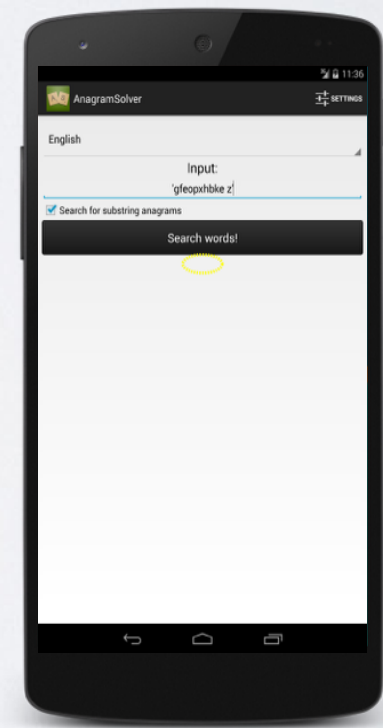 11:36
AnagramSolver SETTINGS
English
Input:
'gfeopxhbke z'
Search for substring anagrams
Search words!